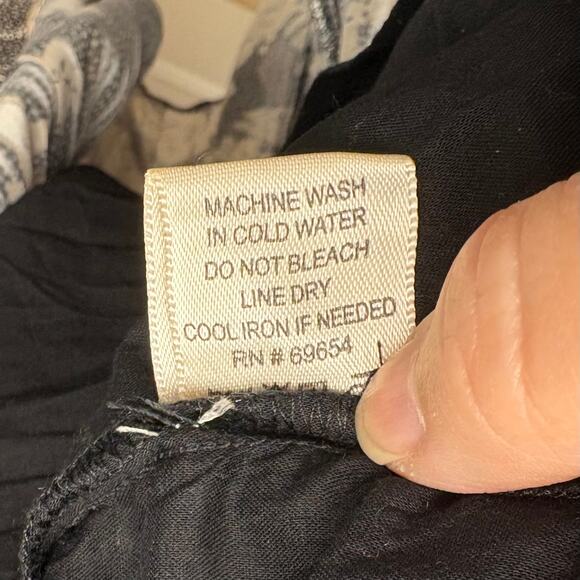 MACHINE WASH
IN COLD WATER
DO NOT BLEACH
LINE DRY
COOL IRON IF NEEDED
RN # 69654